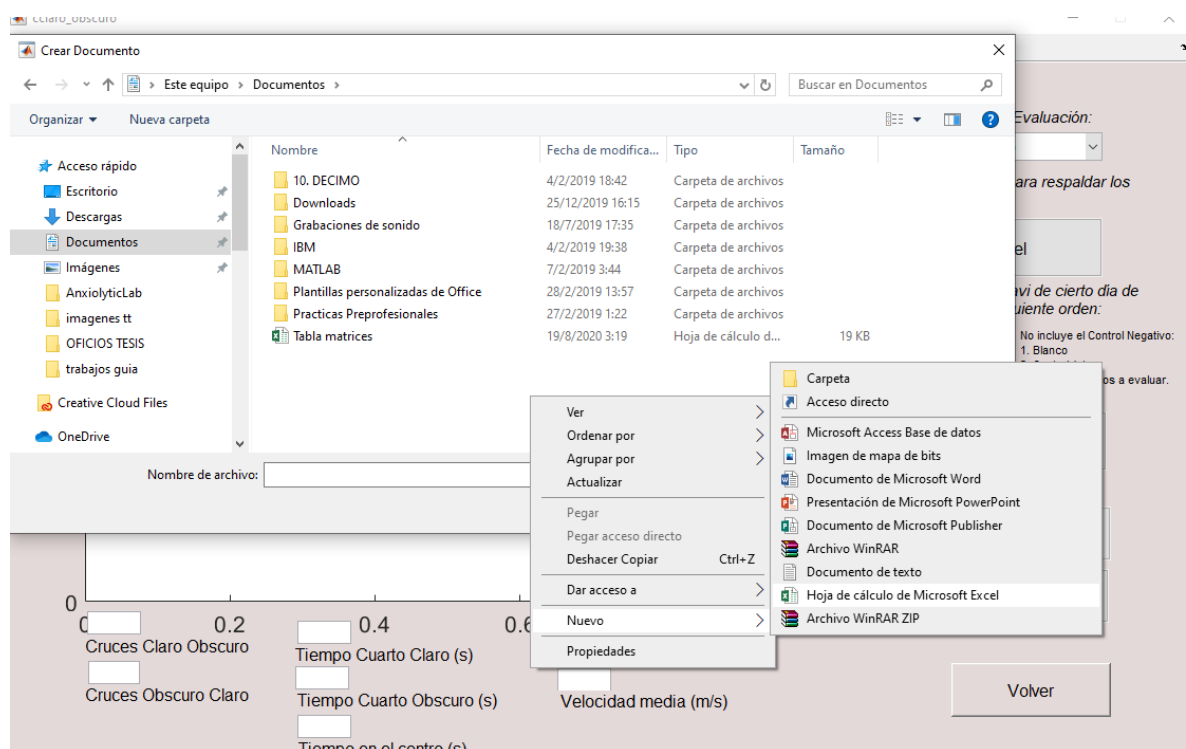 cclaro_obscuro
Crear Documento
Este equipo > Documentos >
Buscar en Documentos
Organizar
Nueva carpeta
Nombre
Fecha de modifica...
Tipo
Tamaño
Acceso rápido
Escritorio
Descargas
Documentos
Imágenes
AnxiolyticLab
imagenes tt
OFICIOS TESIS
trabajos guia
Creative Cloud Files
OneDrive
10. DECIMO 4/2/2019 18:42 Carpeta de archivos
Downloads 25/12/2019 16:15 Carpeta de archivos
Grabaciones de sonido 18/7/2019 17:35 Carpeta de archivos
IBM 4/2/2019 19:38 Carpeta de archivos
MATLAB 7/2/2019 3:44 Carpeta de archivos
Plantillas personalizadas de Office 28/2/2019 13:57 Carpeta de archivos
Practicas Preprofesionales 27/2/2019 1:22 Carpeta de archivos
Tabla matrices 19/8/2020 3:19 Hoja de cálculo d... 19 KB
Nombre de archivo:
Ver
Ordenar por
Agrupar por
Actualizar
Pegar
Pegar acceso directo
Deshacer Copiar Ctrl+Z
Dar acceso a
Nuevo
Propiedades
Carpeta
Acceso directo
Microsoft Access Base de datos
Imagen de mapa de bits
Documento de Microsoft Word
Presentación de Microsoft PowerPoint
Documento de Microsoft Publisher
Archivo WinRAR
Documento de texto
Hoja de cálculo de Microsoft Excel
Archivo WinRAR ZIP
Evaluación:
ara respaldar los
el
avi de cierto dia de
uiente orden:
No incluye el Control Negativo:
1. Blanco
os a evaluar.
0
0 0.2 0.4 0.6
Cruces Claro Obscuro
Tiempo Cuarto Claro (s)
Cruces Obscuro Claro
Tiempo Cuarto Obscuro (s)
Velocidad media (m/s)
Tiempo en el centro (s)
Volver